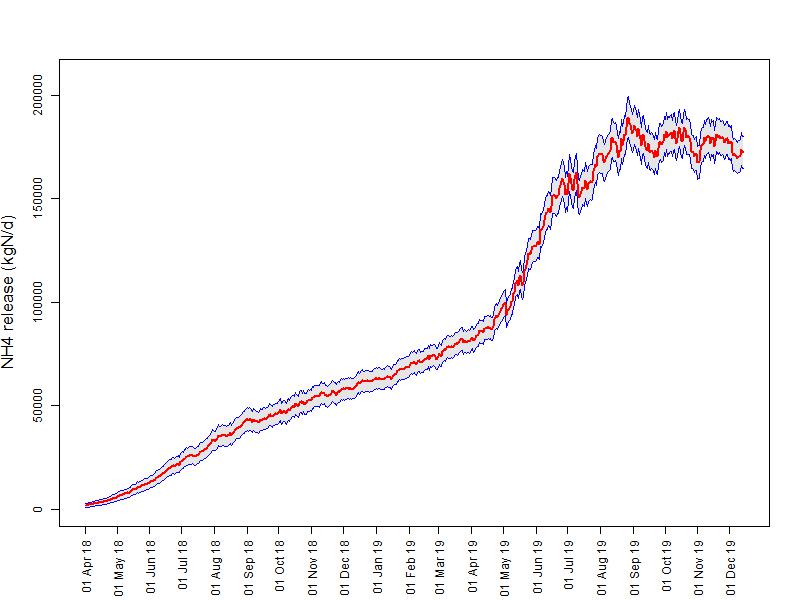 NH4 release (kgN/d)
200000
150000
100000
50000
0
01 Apr 18
01 May 18
01 Jun 18
01 Jul 18
01 Aug 18
01 Sep 18
01 Oct 18
01 Nov 18
01 Dec 18
01 Jan 19
01 Feb 19
01 Mar 19
01 Apr 19
01 May 19
01 Jun 19
01 Jul 19
01 Aug 19
01 Sep 19
01 Oct 19
01 Nov 19
01 Dec 19